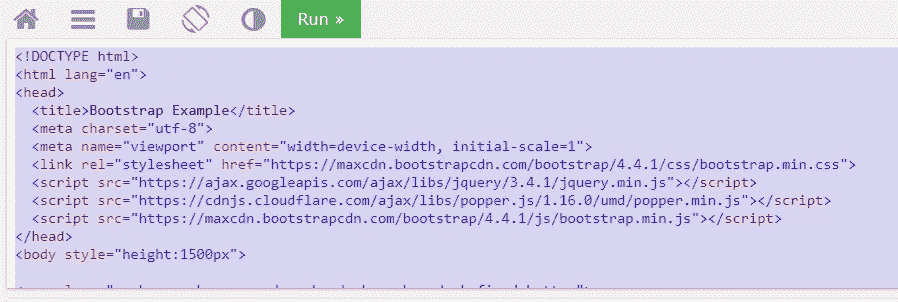 Run »
<!DOCTYPE html>
<html lang="en">
<head>
  <title>Bootstrap Example</title>
  <meta charset="utf-8">
  <meta name="viewport" content="width=device-width, initial-scale=1">
  <link rel="stylesheet" href="https://maxcdn.bootstrapcdn.com/bootstrap/4.4.1/css/bootstrap.min.css">
  <script src="https://ajax.googleapis.com/ajax/libs/jquery/3.4.1/jquery.min.js"></script>
  <script src="https://cdnjs.cloudflare.com/ajax/libs/popper.js/1.16.0/umd/popper.min.js"></script>
  <script src="https://maxcdn.bootstrapcdn.com/bootstrap/4.4.1/js/bootstrap.min.js"></script>
</head>
<body style="height:1500px">